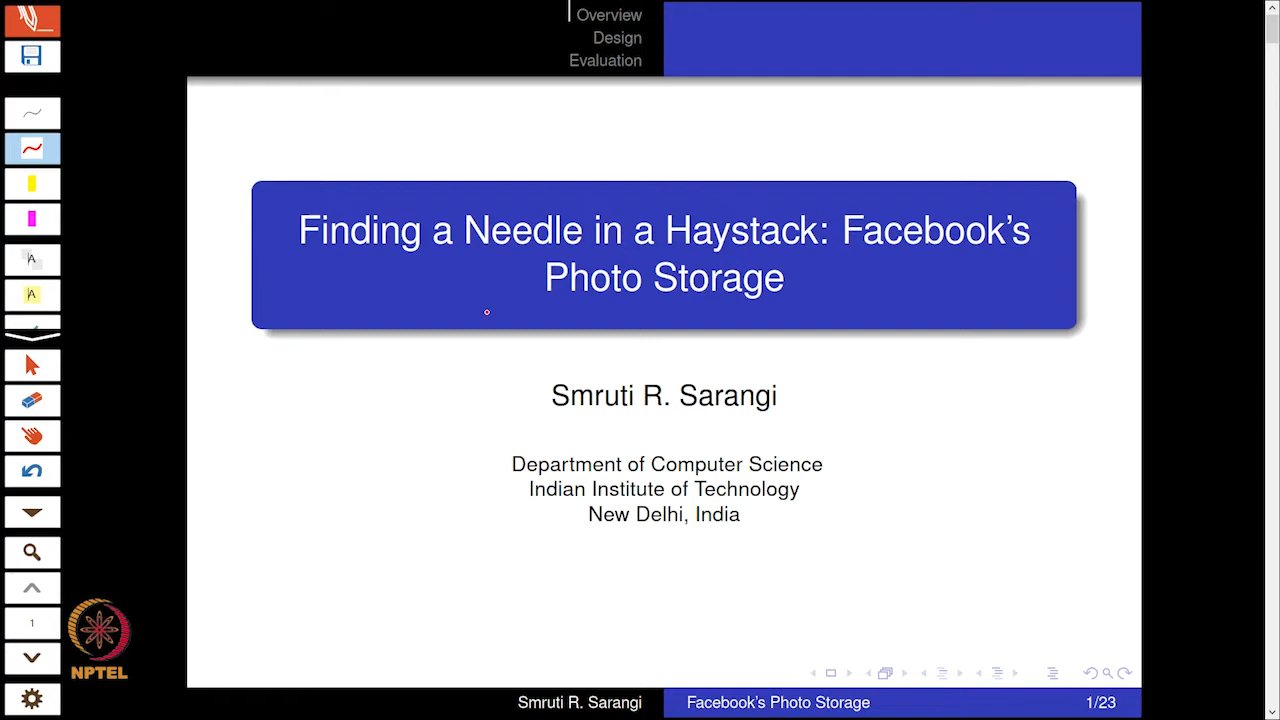 Overview
Design
Evaluation
Finding a Needle in a Haystack: Facebook's
Photo Storage
Smruti R. Sarangi
Department of Computer Science
Indian Institute of Technology
New Delhi, India
A
A
1
NPTEL
Smruti R. Sarangi
Facebook's Photo Storage
1/23